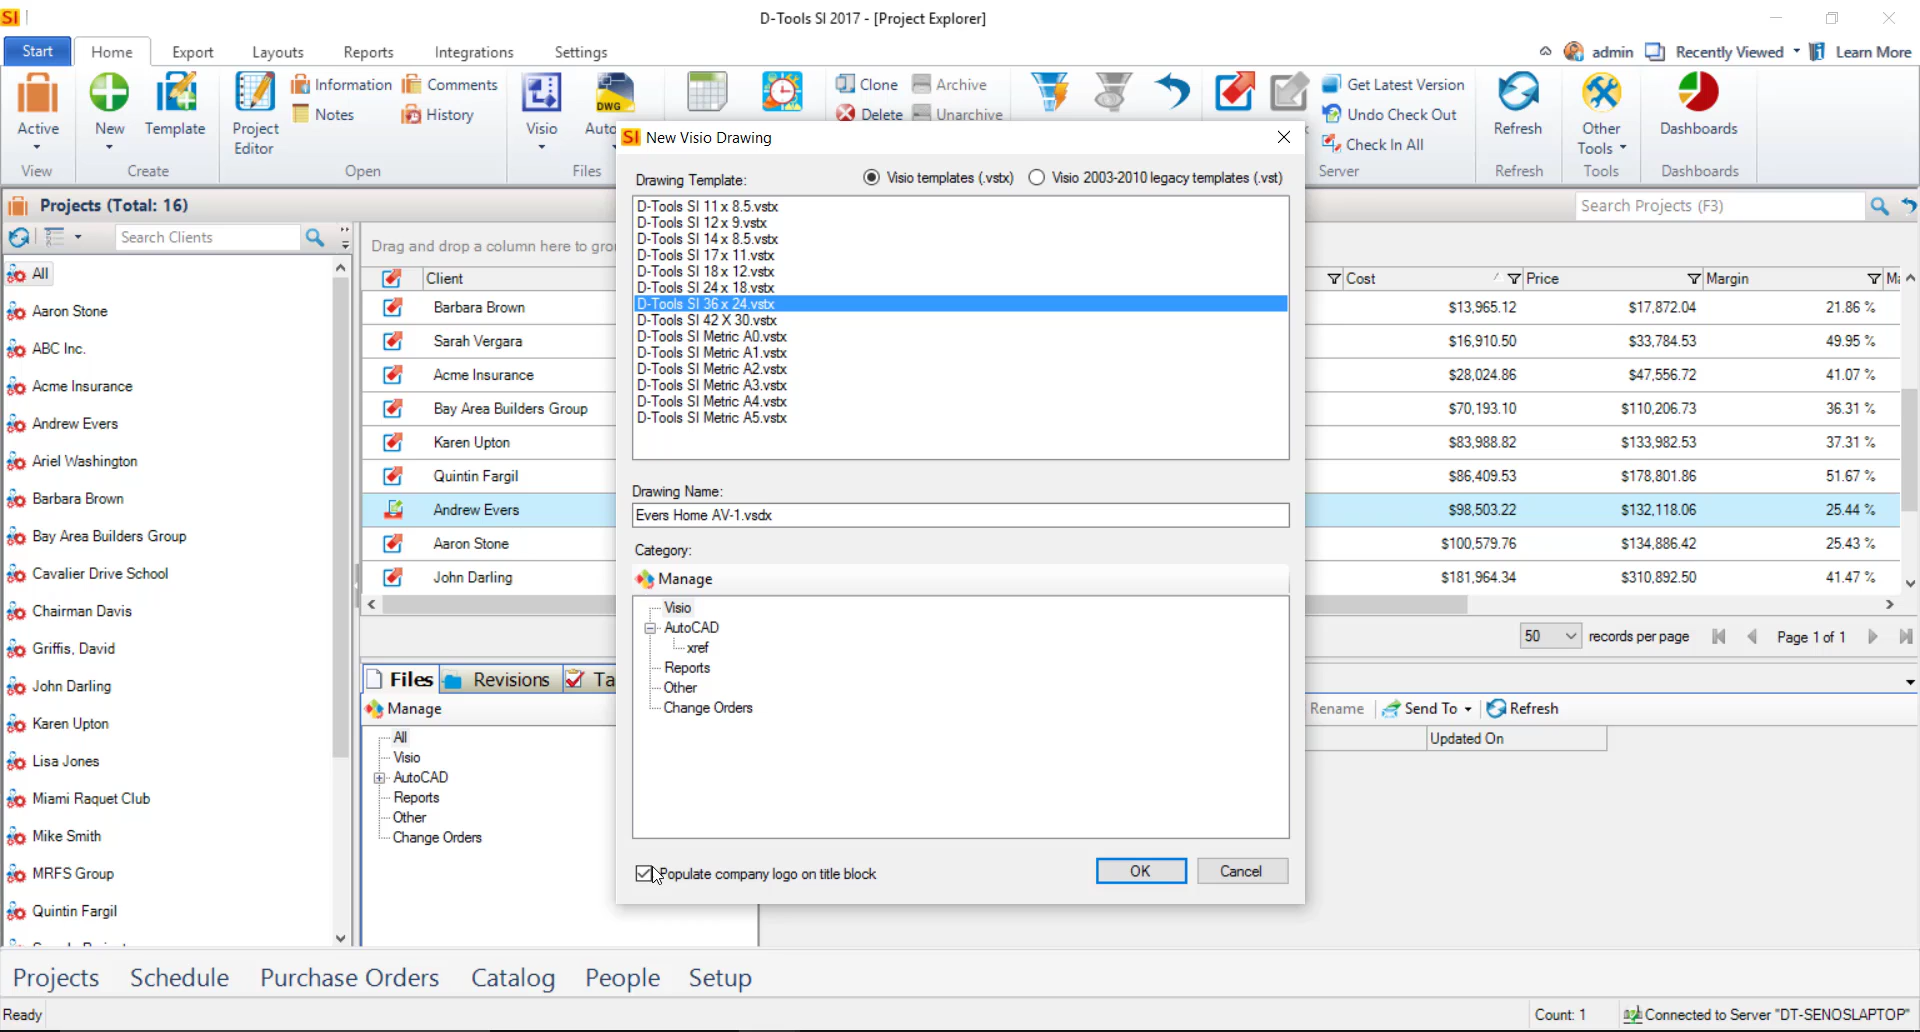 SI
D-Tools SI 2017 - [Project Explorer]
Start Home Export Layouts Reports Integrations Settings
admin Recently Viewed Learn More
Active
View
New Template
Create
Project
Editor
Information Comments
Notes History
Open
Visio
DWG
Auto
Files
Clone Archive
Delete Unarchive
Get Latest Version
Undo Check Out
Check In All
Server
Refresh
Refresh
Other
Tools
Tools
Dashboards
Dashboards
Projects (Total: 16)
Search Projects (F3)
Search Clients
All
Aaron Stone
ABC Inc.
Acme Insurance
Andrew Evers
Ariel Washington
Barbara Brown
Bay Area Builders Group
Cavalier Drive School
Chairman Davis
Griffis, David
John Darling
Karen Upton
Lisa Jones
Miami Raquet Club
Mike Smith
MRFS Group
Quintin Fargil
Drag and drop a column here to gro
Client
Barbara Brown
Sarah Vergara
Acme Insurance
Bay Area Builders Group
Karen Upton
Quintin Fargil
Andrew Evers
Aaron Stone
John Darling
Files Revisions Ta
Manage
All
Visio
AutoCAD
Reports
Other
Change Orders
SI New Visio Drawing
Drawing Template:
Visio templates (.vstx) Visio 2003-2010 legacy templates (.vst)
D-Tools SI 11 x 8.5.vstx
D-Tools SI 12 x 9.vstx
D-Tools SI 14 x 8.5.vstx
D-Tools SI 17 x 11.vstx
D-Tools SI 18 x 12.vstx
D-Tools SI 24 x 18.vstx
D-Tools SI 36 x 24.vstx
D-Tools SI 42 X 30.vstx
D-Tools SI Metric A0.vstx
D-Tools SI Metric A1.vstx
D-Tools SI Metric A2.vstx
D-Tools SI Metric A3.vstx
D-Tools SI Metric A4.vstx
D-Tools SI Metric A5.vstx
Drawing Name:
Evers Home AV-1.vsdx
Category:
Manage
Visio
AutoCAD
xref
Reports
Other
Change Orders
Populate company logo on title block
OK Cancel
Cost Price Margin Ma
$13,965.12 $17,872.04 21.86 %
$16,910.50 $33,784.53 49.95 %
$28,024.86 $47,556.72 41.07 %
$70,193.10 $110,206.73 36.31 %
$83,988.82 $133,982.53 37.31 %
$86,409.53 $178,801.86 51.67 %
$98,503.22 $132,118.06 25.44 %
$100,579.76 $134,886.42 25.43 %
$181,964.34 $310,892.50 41.47 %
50 records per page Page 1 of 1
Rename Send To Refresh
Updated On
Projects Schedule Purchase Orders Catalog People Setup
Ready
Count: 1 Connected to Server "DT-SENOSLAPTOP"